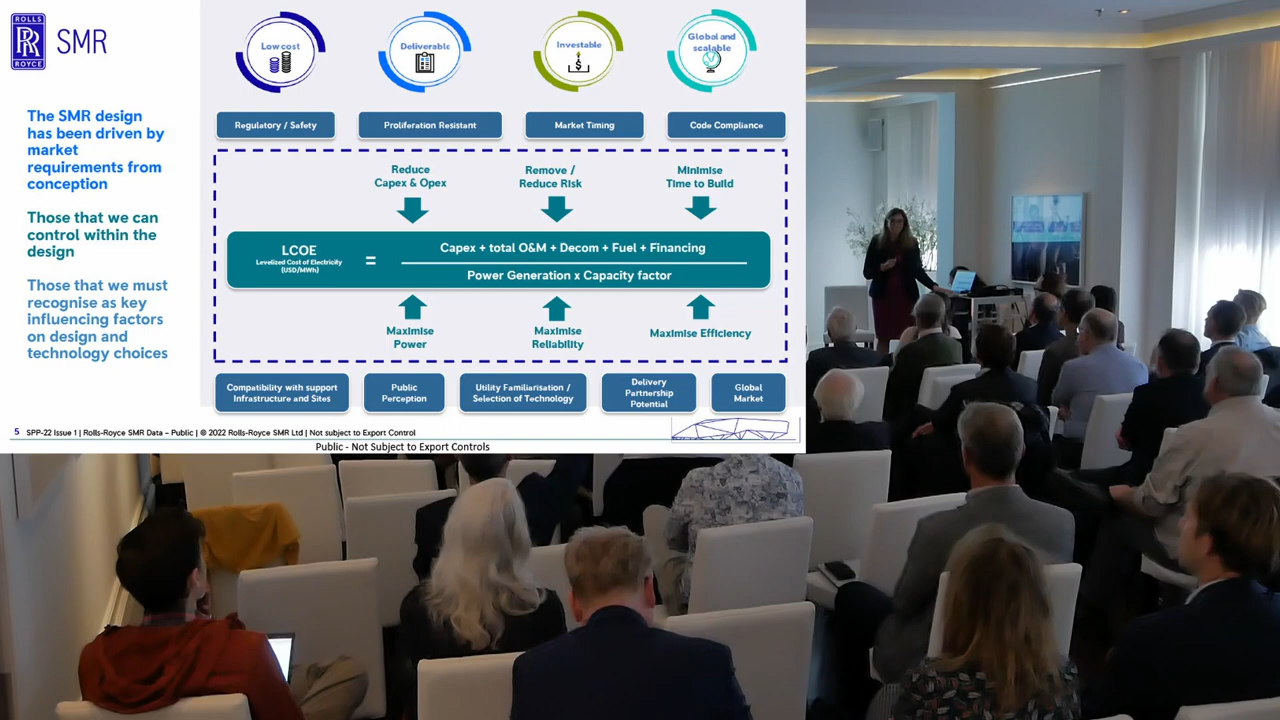 ROLLS
RR
ROYCE
SMR
The SMR design
has been driven by
market
requirements from
conception
Those that we can
control within the
design
Those that we must
recognise as key
influencing factors
on design and
technology choices
Low cost
Deliverable
Investable
Global and
scalable
Regulatory / Safety
Proliferation Resistant
Market Timing
Code Compliance
Reduce
Capex & Opex
Remove /
Reduce Risk
Minimise
Time to Build
LCOE
Levelized Cost of Electricity
(USD/MWh)
=
Capex + total O&M + Decom + Fuel + Financing
Power Generation x Capacity factor
Maximise
Power
Maximise
Reliability
Maximise Efficiency
Compatibility with support
Infrastructure and Sites
Public
Perception
Utility Familiarisation /
Selection of Technology
Delivery
Partnership
Potential
Global
Market
5 SPP-22 Issue 1 | Rolls-Royce SMR Data – Public | © 2022 Rolls-Royce SMR Ltd | Not subject to Export Control
Public - Not Subject to Export Controls